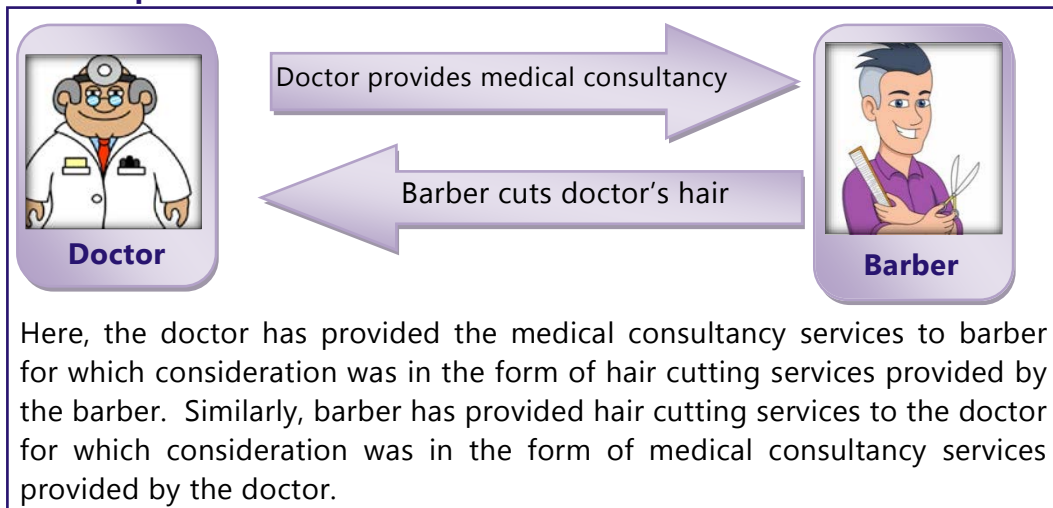 Doctor provides medical consultancy
Barber cuts doctor’s hair
Doctor
Barber
Here, the doctor has provided the medical consultancy services to barber
for which consideration was in the form of hair cutting services provided by
the barber. Similarly, barber has provided hair cutting services to the doctor
for which consideration was in the form of medical consultancy services
provided by the doctor.